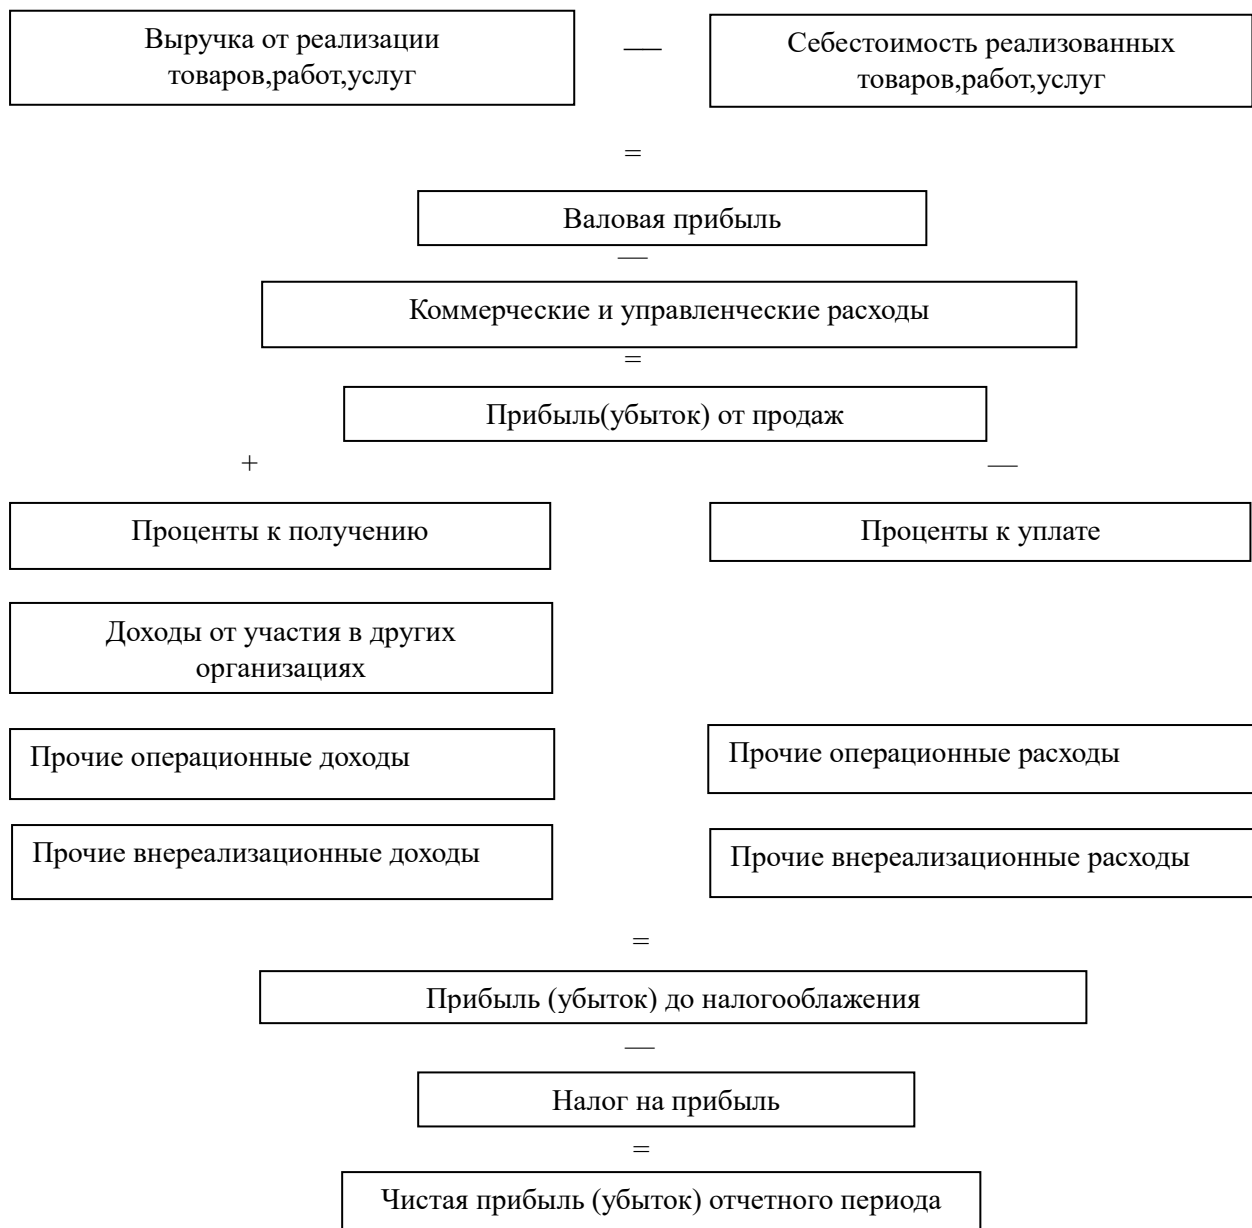 Выручка от реализации
товаров,работ,услуг
—
Себестоимость реализованных
товаров,работ,услуг
=
Валовая прибыль
—
Коммерческие и управленческие расходы
=
Прибыль(убыток) от продаж
+
—
Проценты к получению
Проценты к уплате
Доходы от участия в других
организациях
Прочие операционные доходы
Прочие операционные расходы
Прочие внереализационные доходы
Прочие внереализационные расходы
=
Прибыль (убыток) до налогооблажения
—
Налог на прибыль
=
Чистая прибыль (убыток) отчетного периода